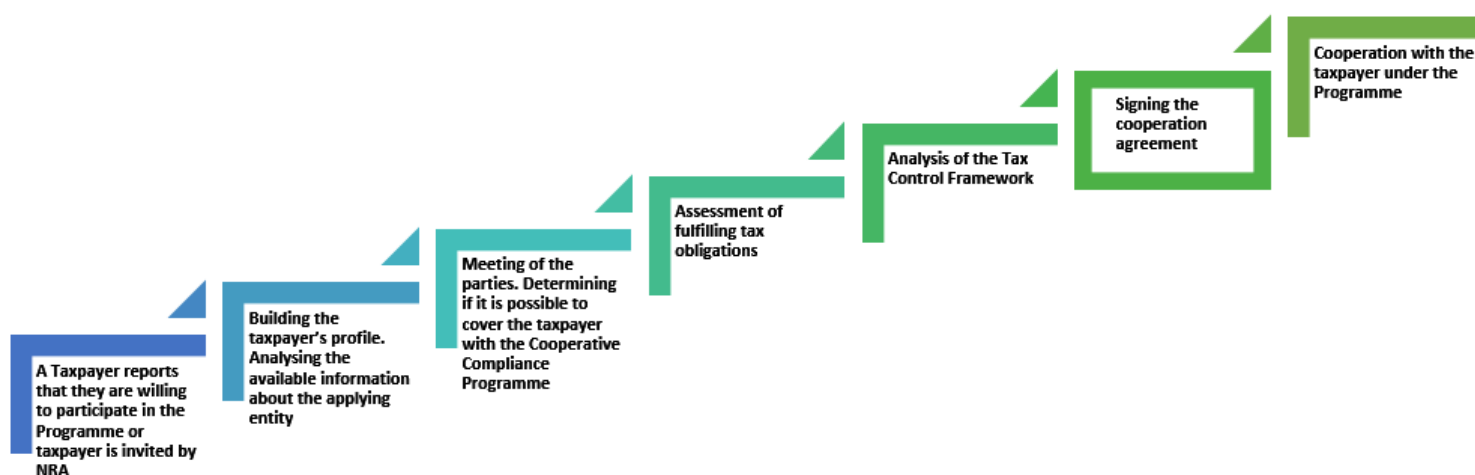 A Taxpayer reports
that they are willing
to participate in the
Programme or
taxpayer is invited by
NRA
Building the
taxpayer's profile.
Analysing the
available information
about the applying
entity
Meeting of the
parties. Determining
if it is possible to
cover the taxpayer
with the Cooperative
Compliance
Programme
Assessment of
fulfilling tax
obligations
Analysis of the Tax
Control Framework
Signing the
cooperation
agreement
Cooperation with the
taxpayer under the
Programme